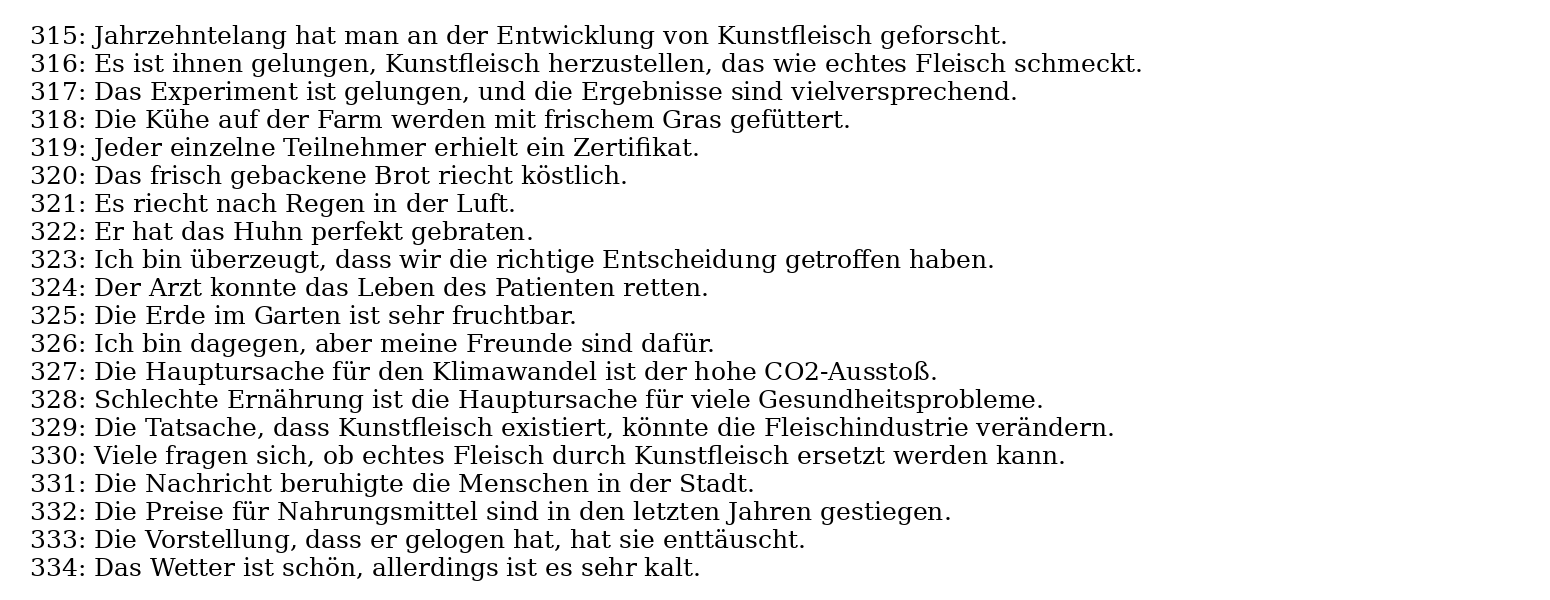 315: Jahrzehntelang hat man an der Entwicklung von Kunstfleisch geforscht.
316: Es ist ihnen gelungen, Kunstfleisch herzustellen, das wie echtes Fleisch schmeckt.
317: Das Experiment ist gelungen, und die Ergebnisse sind vielversprechend.
318: Die Kühe auf der Farm werden mit frischem Gras gefüttert.
319: Jeder einzelne Teilnehmer erhielt ein Zertifikat.
320: Das frisch gebackene Brot riecht köstlich.
321: Es riecht nach Regen in der Luft.
322: Er hat das Huhn perfekt gebraten.
323: Ich bin überzeugt, dass wir die richtige Entscheidung getroffen haben.
324: Der Arzt konnte das Leben des Patienten retten.
325: Die Erde im Garten ist sehr fruchtbar.
326: Ich bin dagegen, aber meine Freunde sind dafür.
327: Die Hauptursache für den Klimawandel ist der hohe CO2-Ausstoß.
328: Schlechte Ernährung ist die Hauptursache für viele Gesundheitsprobleme.
329: Die Tatsache, dass Kunstfleisch existiert, könnte die Fleischindustrie verändern.
330: Viele fragen sich, ob echtes Fleisch durch Kunstfleisch ersetzt werden kann.
331: Die Nachricht beruhigte die Menschen in der Stadt.
332: Die Preise für Nahrungsmittel sind in den letzten Jahren gestiegen.
333: Die Vorstellung, dass er gelogen hat, hat sie enttäuscht.
334: Das Wetter ist schön, allerdings ist es sehr kalt.